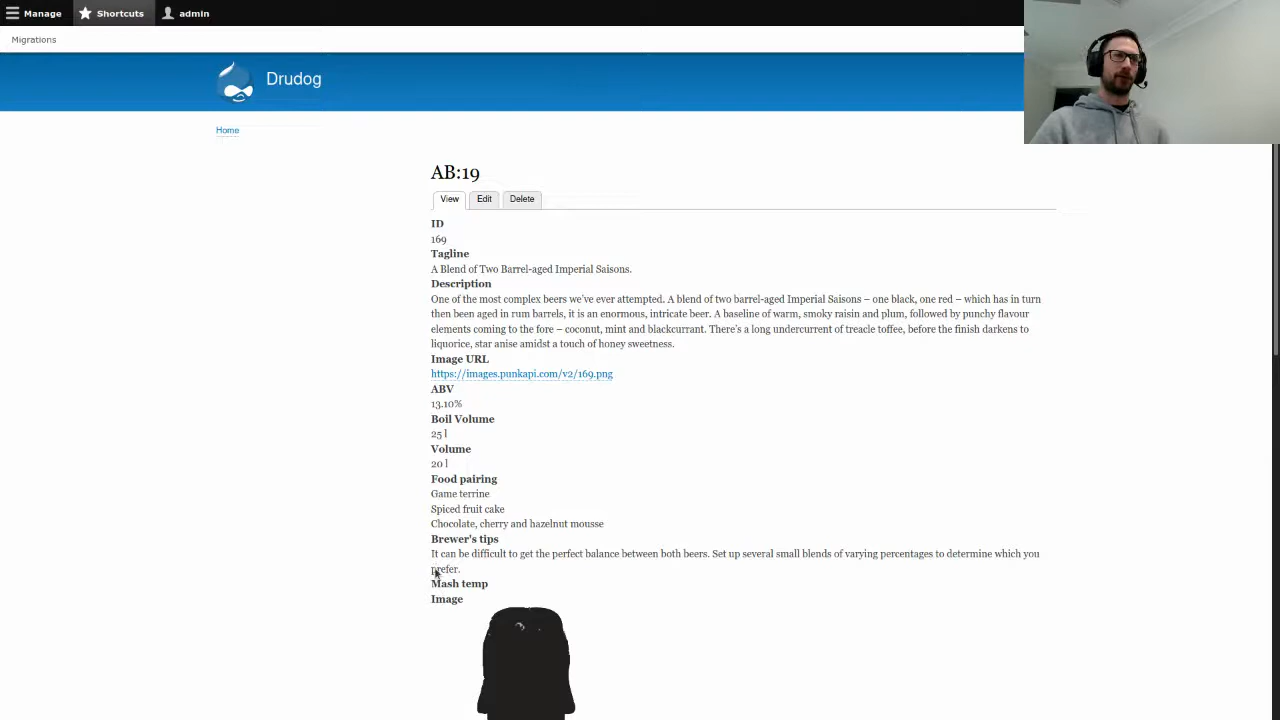 Manage
Shortcuts
admin
Migrations
Drudog
Home
AB:19
View
Edit
Delete
ID
169
Tagline
A Blend of Two Barrel-aged Imperial Saisons.
Description
One of the most complex beers we've ever attempted. A blend of two barrel-aged Imperial Saisons – one black, one red – which has in turn
then been aged in rum barrels, it is an enormous, intricate beer. A baseline of warm, smoky raisin and plum, followed by punchy flavour
elements coming to the fore – coconut, mint and blackcurrant. There's a long undercurrent of treacle toffee, before the finish darkens to
liquorice, star anise amidst a touch of honey sweetness.
Image URL
https://images.punkapi.com/v2/169.png
ABV
13.10%
Boil Volume
25 l
Volume
20 l
Food pairing
Game terrine
Spiced fruit cake
Chocolate, cherry and hazelnut mousse
Brewer's tips
It can be difficult to get the perfect balance between both beers. Set up several small blends of varying percentages to determine which you
prefer.
Mash temp
Image